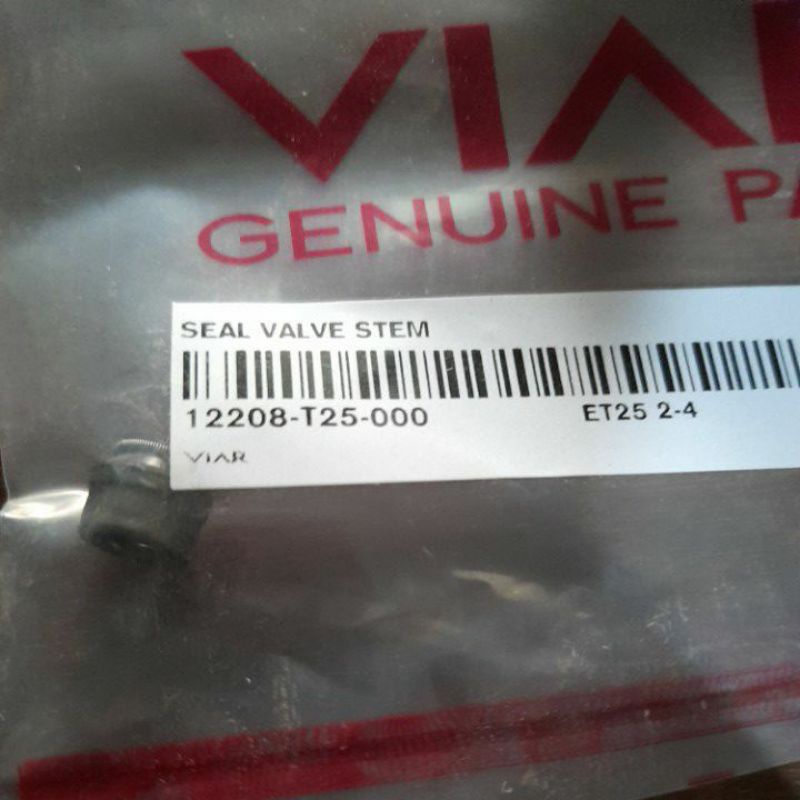 VIAR
GENUINE PA
SEAL VALVE STEM
12208-T25-000 ET25 2-4
VIAR